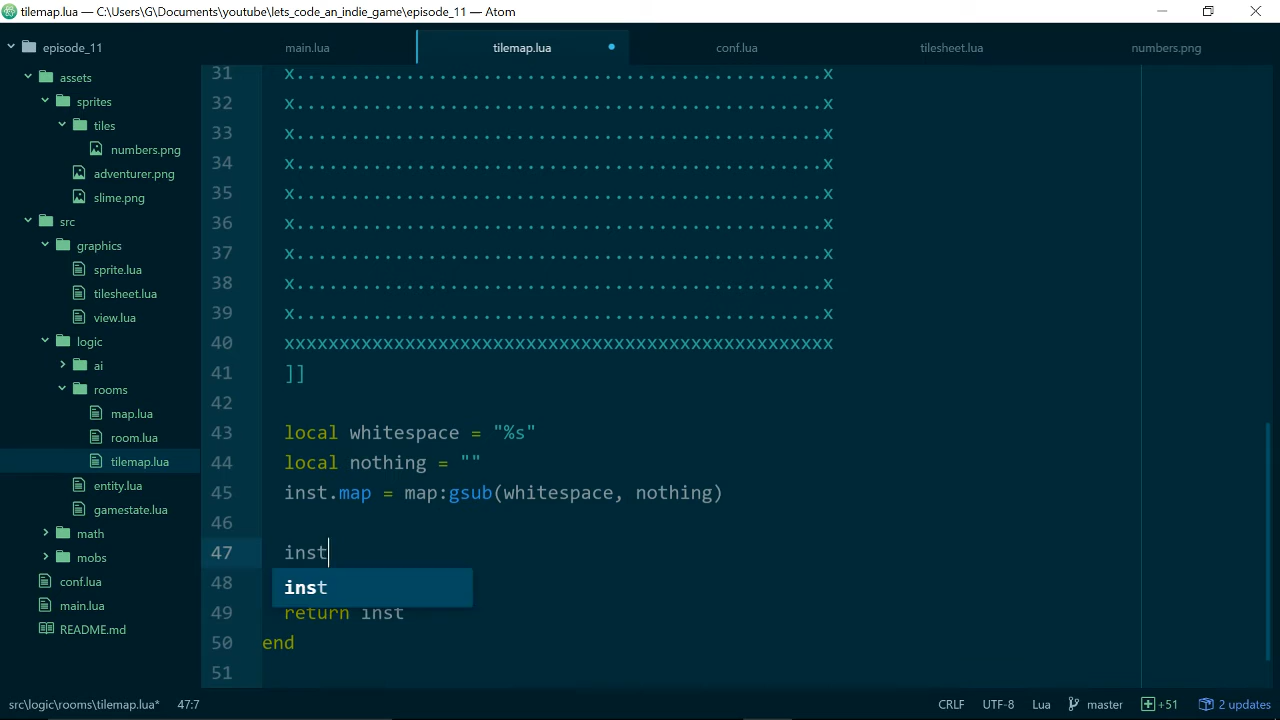 tilemap.lua — C:\Users\G\Documents\youtube\lets_code_an_indie_game\episode_11 — Atom
episode_11
main.lua
tilemap.lua
conf.lua
tilesheet.lua
numbers.png
assets
sprites
tiles
numbers.png
adventurer.png
slime.png
src
graphics
sprite.lua
tilesheet.lua
view.lua
logic
ai
rooms
map.lua
room.lua
tilemap.lua
entity.lua
gamestate.lua
math
mobs
conf.lua
main.lua
README.md
31 x................................................x
32 x................................................x
33 x................................................x
34 x................................................x
35 x................................................x
36 x................................................x
37 x................................................x
38 x................................................x
39 x................................................x
40 xxxxxxxxxxxxxxxxxxxxxxxxxxxxxxxxxxxxxxxxxxxxxxxxxx
41 ]]
42
43 local whitespace = "%s"
44 local nothing = ""
45 inst.map = map:gsub(whitespace, nothing)
46
47 inst
48 inst
49 return inst
50 end
51
src\logic\rooms\tilemap.lua* 47:7
CRLF UTF-8 Lua master +51 2 updates